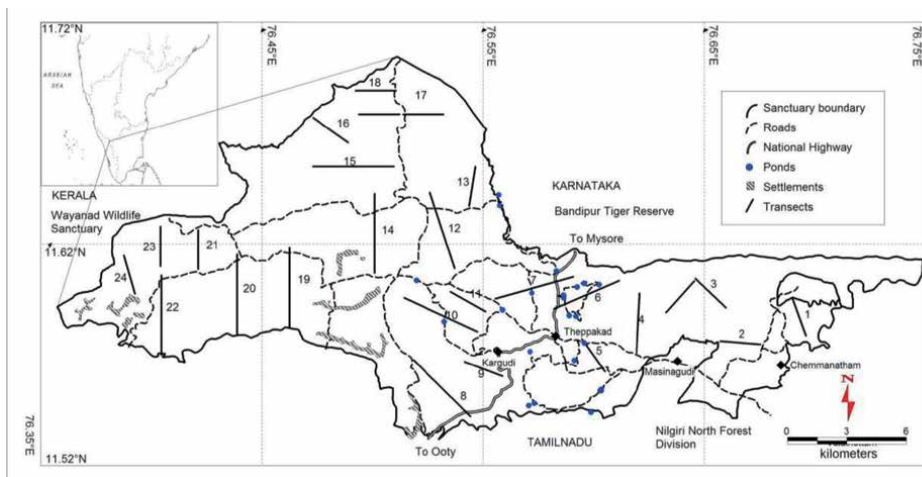 11.72°N
76.45°E
76.55°E
76.65°E
76.75°E
ARABIAN
SEA
18
17
16
15
13
Sanctuary boundary
Roads
National Highway
Ponds
Settlements
Transects
KERALA
Wayanad Wildlife
Sanctuary
KARNATAKA
Bandipur Tiger Reserve
To Mysore
11.62°N
14
12
23
21
24
22
20
19
11
10
7
6
3
4
2
1
5
9
8
Theppakad
Kargudi
Masinagudi
Chemmanatham
N
76.35°E
11.52°N
To Ooty
TAMILNADU
Nilgiri North Forest
Division
0 3 6
kilometers